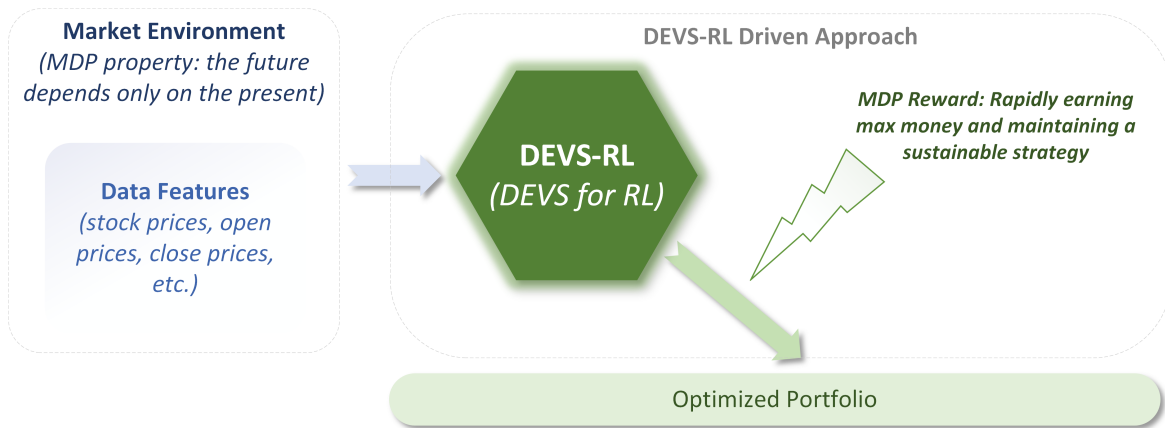 Market Environment
(MDP property: the future
depends only on the present)
Data Features
(stock prices, open
prices, close prices,
etc.)
DEVS-RL Driven Approach
DEVS-RL
(DEVS for RL)
MDP Reward: Rapidly earning
max money and maintaining a
sustainable strategy
Optimized Portfolio